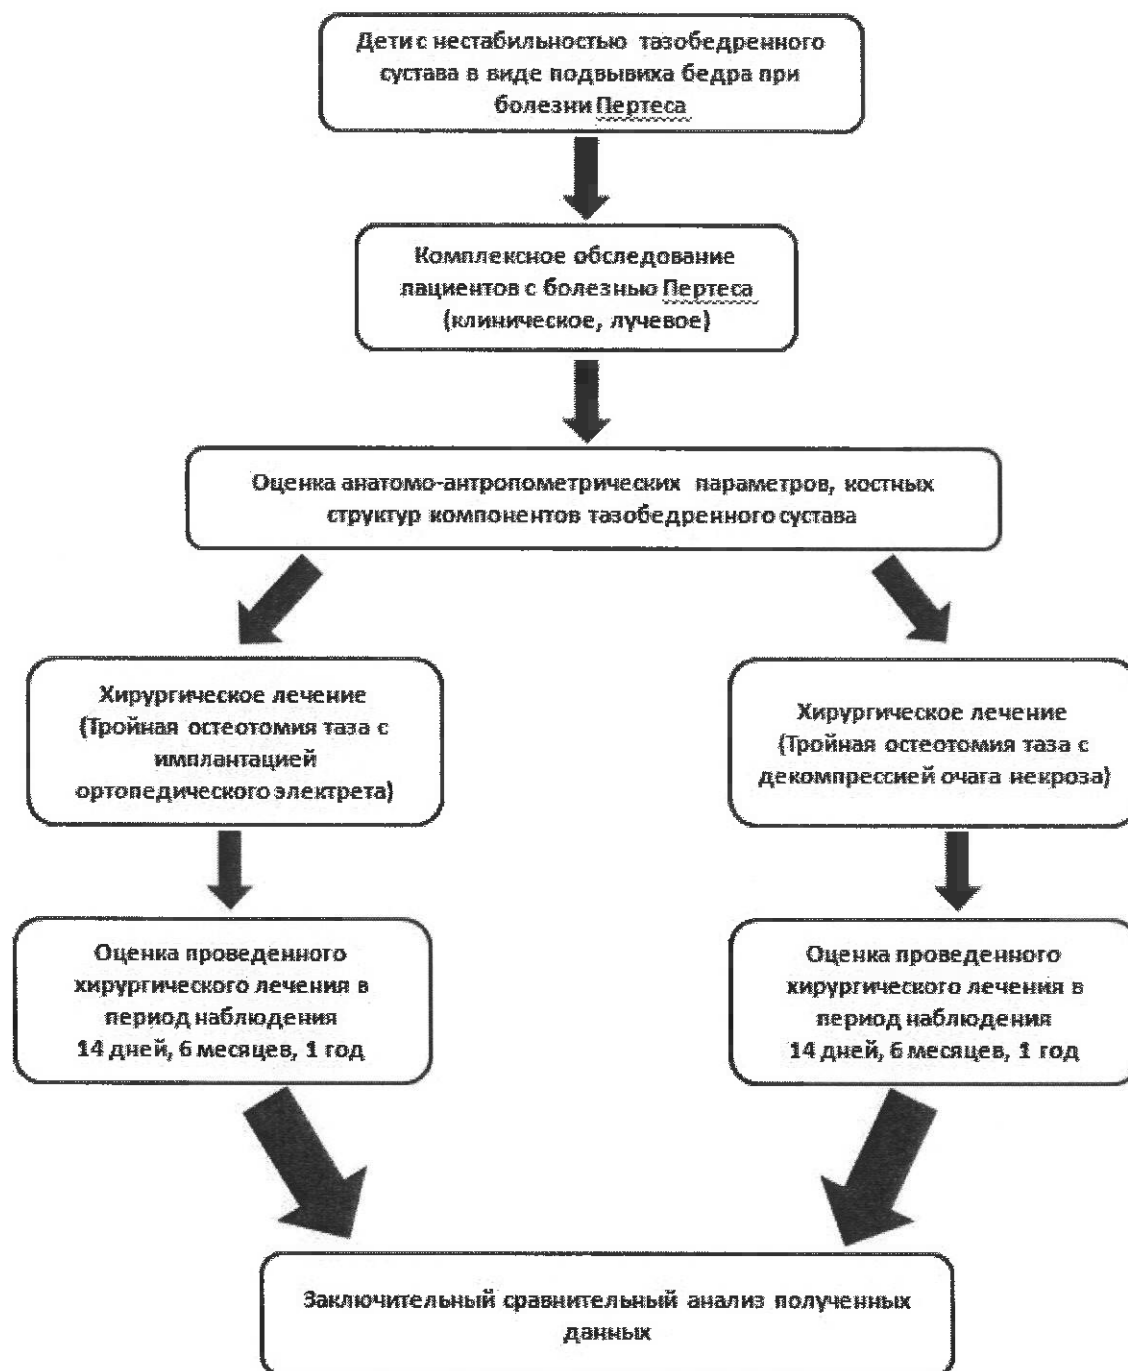 Дети с нестабильностью тазобедренного
сустава в виде подвывиха бедра при
болезни Пертеса
Комплексное обследование
пациентов с болезнью Пертеса
(клиническое, лучевое)
Оценка анатомо-антропометрических параметров, костных
структур компонентов тазобедренного сустава
Хирургическое лечение
(Тройная остеотомия таза с
имплантацией
ортопедического электрета)
Хирургическое лечение
(Тройная остеотомия таза с
декомпрессией очага некроза)
Оценка проведенного
хирургического лечения в
период наблюдения
14 дней, 6 месяцев, 1 год
Оценка проведенного
хирургического лечения в
период наблюдения
14 дней, 6 месяцев, 1 год
Заключительный сравнительный анализ полученных
данных